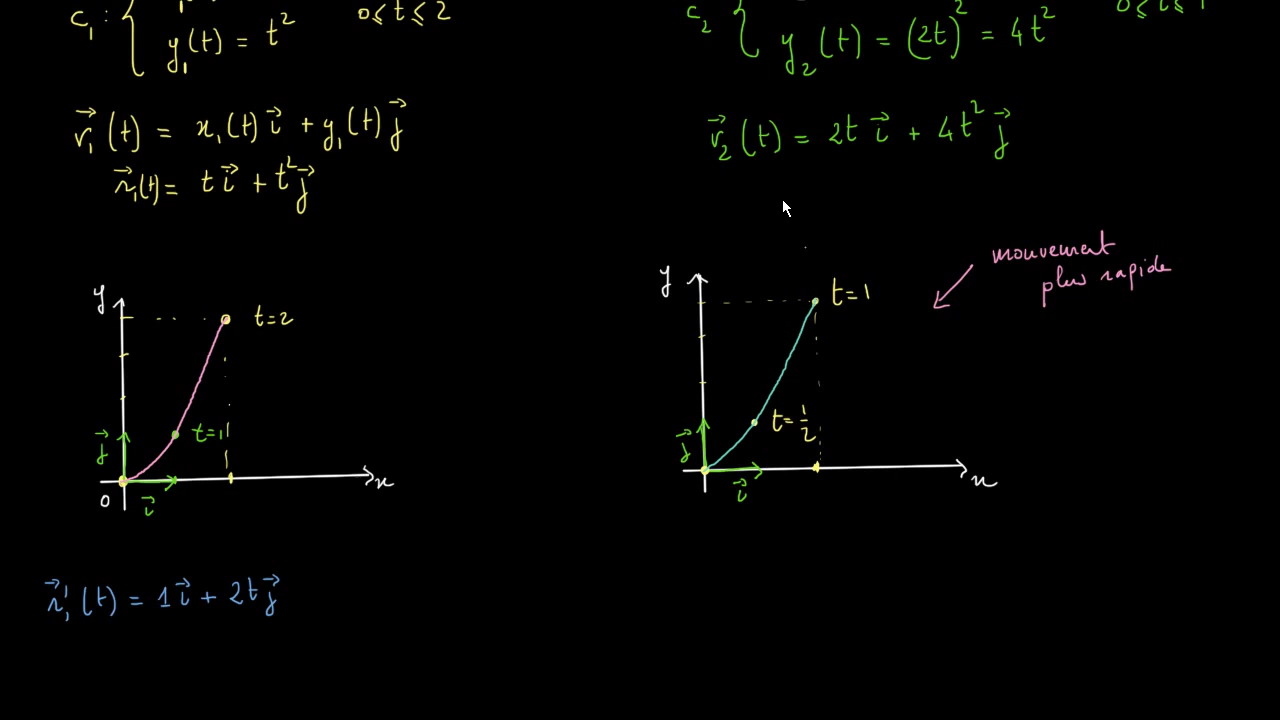 C₁ : { 0 ≤ t ≤ 2
y₁(t) = t²
r⃗₁(t) = x₁(t) i⃗ + y₁(t) j⃗
r⃗₁(t) = t i⃗ + t² j⃗
y
t=2
t=1
j⃗
0
i⃗
x
r⃗₁'(t) = 1 i⃗ + 2t j⃗
C₂ {
y₂(t) = (2t)² = 4t²
r⃗₂(t) = 2t i⃗ + 4t² j⃗
mouvement
plus rapide
y
t=1
t=½
j⃗
i⃗
x